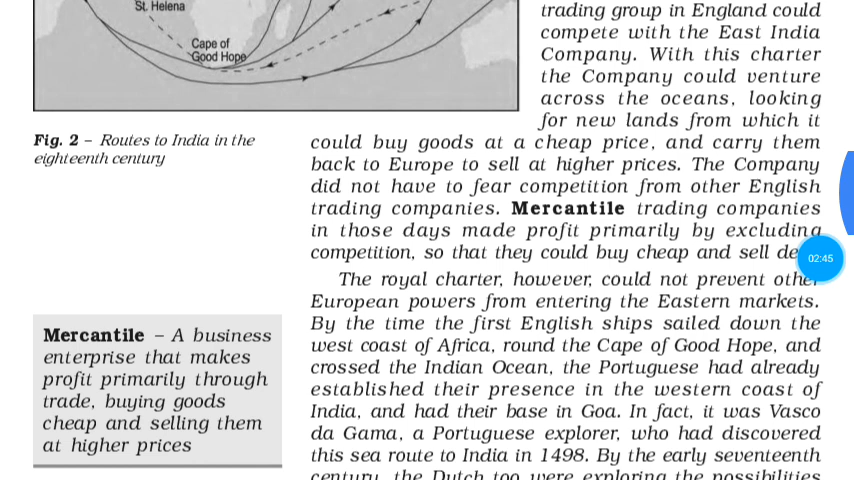 St. Helena
Cape of
Good Hope
Fig. 2 – Routes to India in the
eighteenth century
trading group in England could
compete with the East India
Company. With this charter
the Company could venture
across the oceans, looking
for new lands from which it
could buy goods at a cheap price, and carry them
back to Europe to sell at higher prices. The Company
did not have to fear competition from other English
trading companies. Mercantile trading companies
in those days made profit primarily by excluding
competition, so that they could buy cheap and sell
02:45
The royal charter, however, could not prevent other
European powers from entering the Eastern markets.
By the time the first English ships sailed down the
west coast of Africa, round the Cape of Good Hope, and
crossed the Indian Ocean, the Portuguese had already
established their presence in the western coast of
India, and had their base in Goa. In fact, it was Vasco
da Gama, a Portuguese explorer, who had discovered
this sea route to India in 1498. By the early seventeenth
century, the Dutch too were exploring the possibilities
Mercantile – A business
enterprise that makes
profit primarily through
trade, buying goods
cheap and selling them
at higher prices